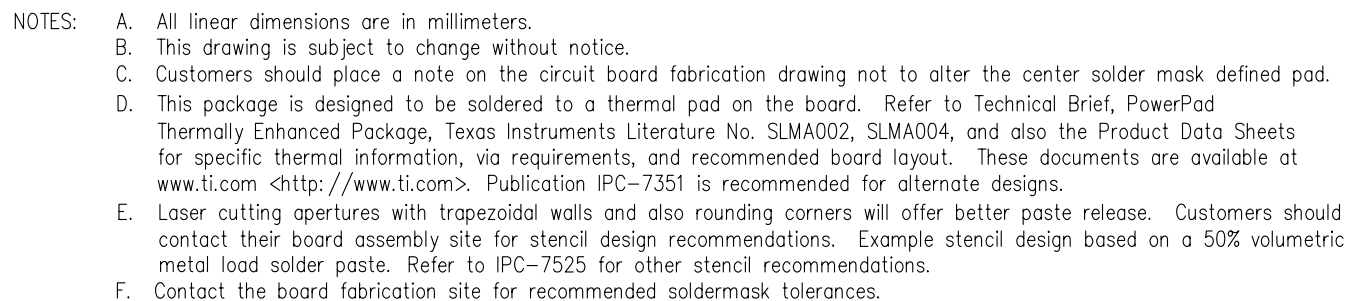 NOTES: A. All linear dimensions are in millimeters.
B. This drawing is subject to change without notice.
C. Customers should place a note on the circuit board fabrication drawing not to alter the center solder mask defined pad.
D. This package is designed to be soldered to a thermal pad on the board. Refer to Technical Brief, PowerPad
Thermally Enhanced Package, Texas Instruments Literature No. SLMA002, SLMA004, and also the Product Data Sheets
for specific thermal information, via requirements, and recommended board layout. These documents are available at
www.ti.com <http://www.ti.com>. Publication IPC-7351 is recommended for alternate designs.
E. Laser cutting apertures with trapezoidal walls and also rounding corners will offer better paste release. Customers should
contact their board assembly site for stencil design recommendations. Example stencil design based on a 50% volumetric
metal load solder paste. Refer to IPC-7525 for other stencil recommendations.
F. Contact the board fabrication site for recommended soldermask tolerances.